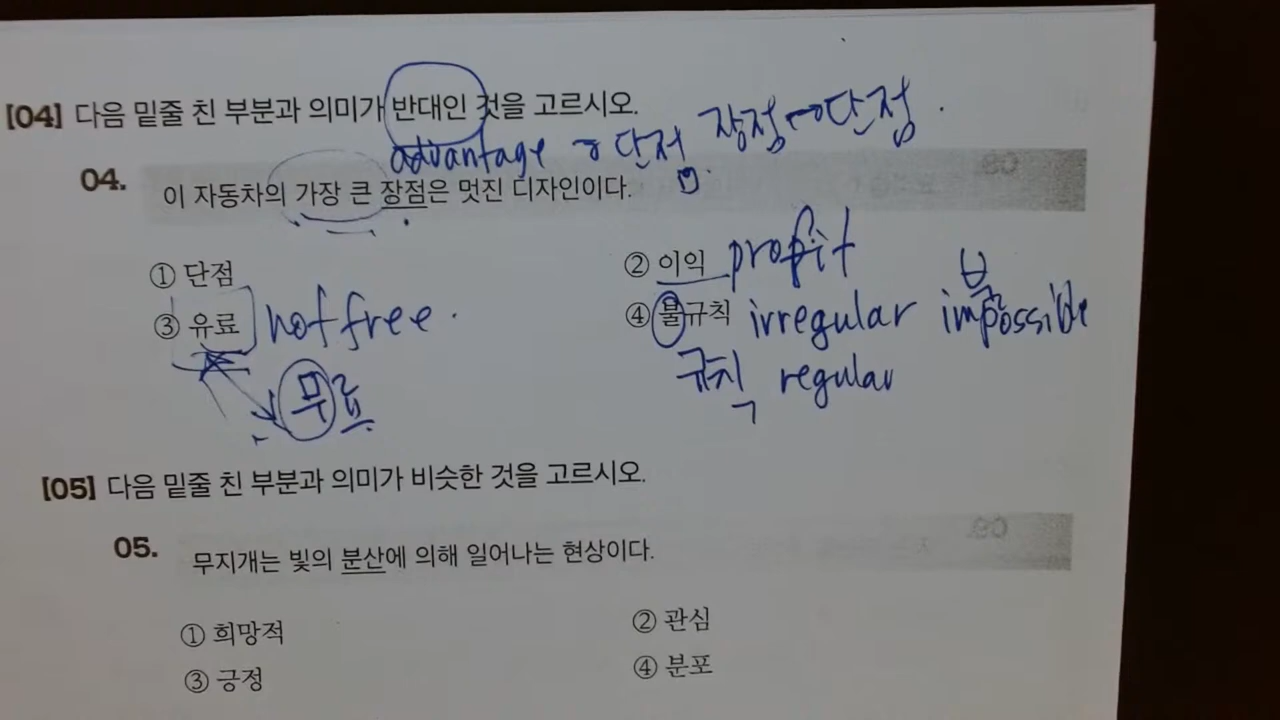 [04] 다음 밑줄 친 부분과 의미가 반대인 것을 고르시오.
advantage 단점 장점↔단점.
04. 이 자동차의 가장 큰 장점은 멋진 디자인이다.
① 단점
② 이익 profit
③ 유료 not free.
④ 불규칙 irregular 불 impossible
무료
규칙 regular
[05] 다음 밑줄 친 부분과 의미가 비슷한 것을 고르시오.
05. 무지개는 빛의 분산에 의해 일어나는 현상이다.
① 희망적
② 관심
③ 긍정
④ 분포